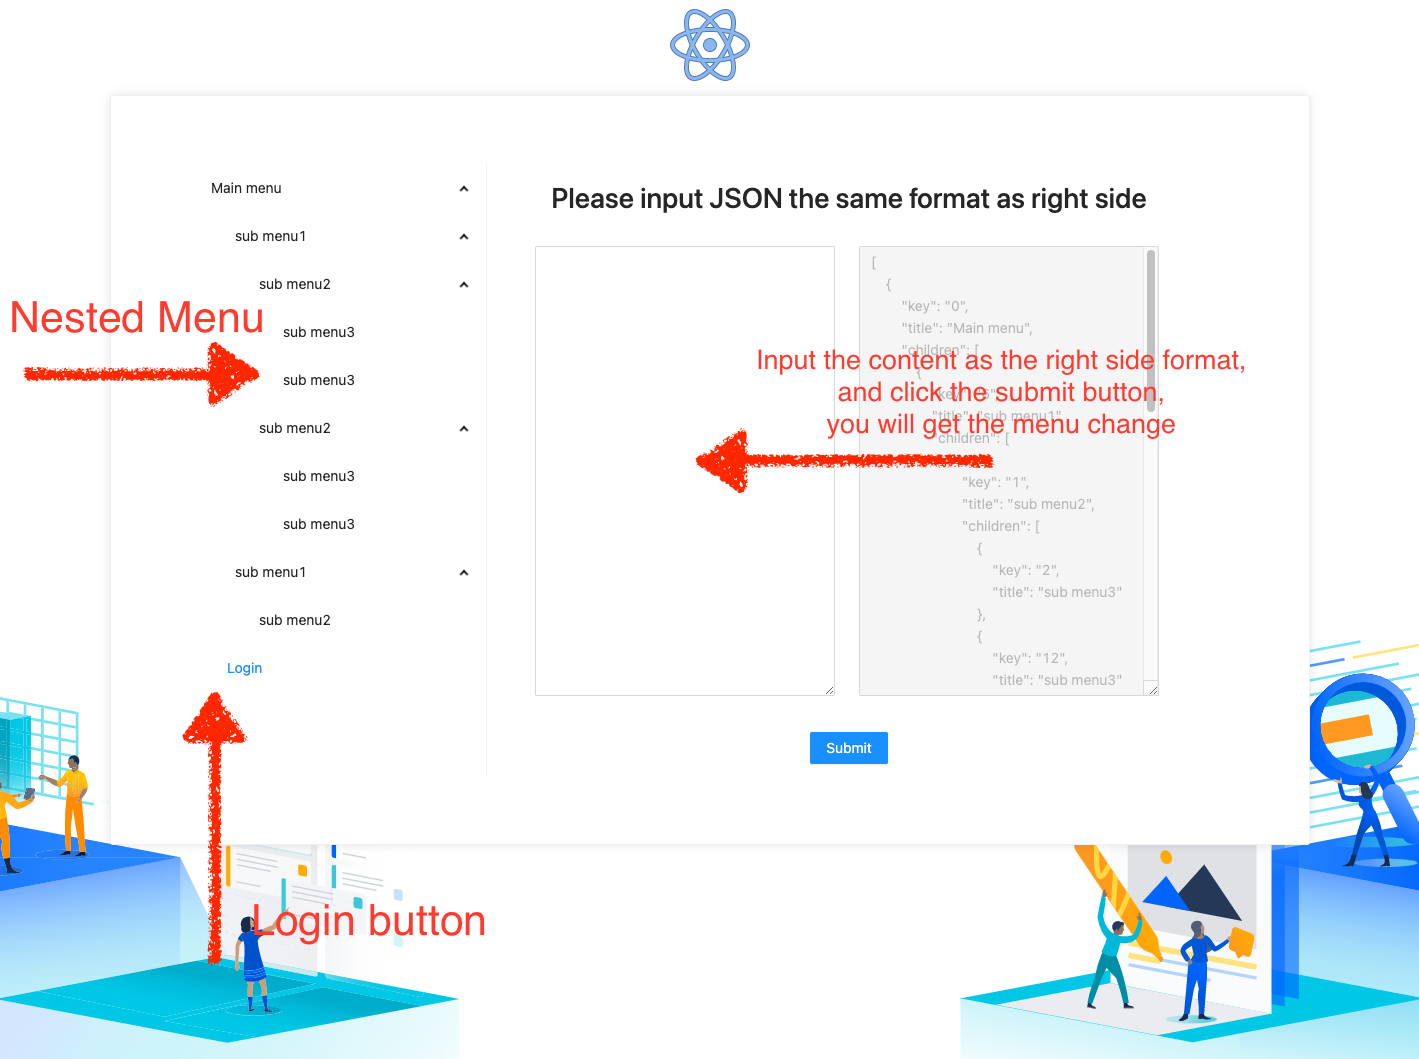 Main menu
sub menu1
sub menu2
sub menu3
sub menu3
sub menu2
sub menu3
sub menu3
sub menu1
sub menu2
Login
Nested Menu
Login button
Please input JSON the same format as right side
[
{
"key": "0",
"title": "Main menu",
"children": [
{
"key": "6",
"title": "sub menu1",
"children": [
"key": "1",
"title": "sub menu2",
"children": [
{
"key": "2",
"title": "sub menu3"
},
{
"key": "12",
"title": "sub menu3"
Input the content as the right side format,
and click the submit button,
you will get the menu change
Submit